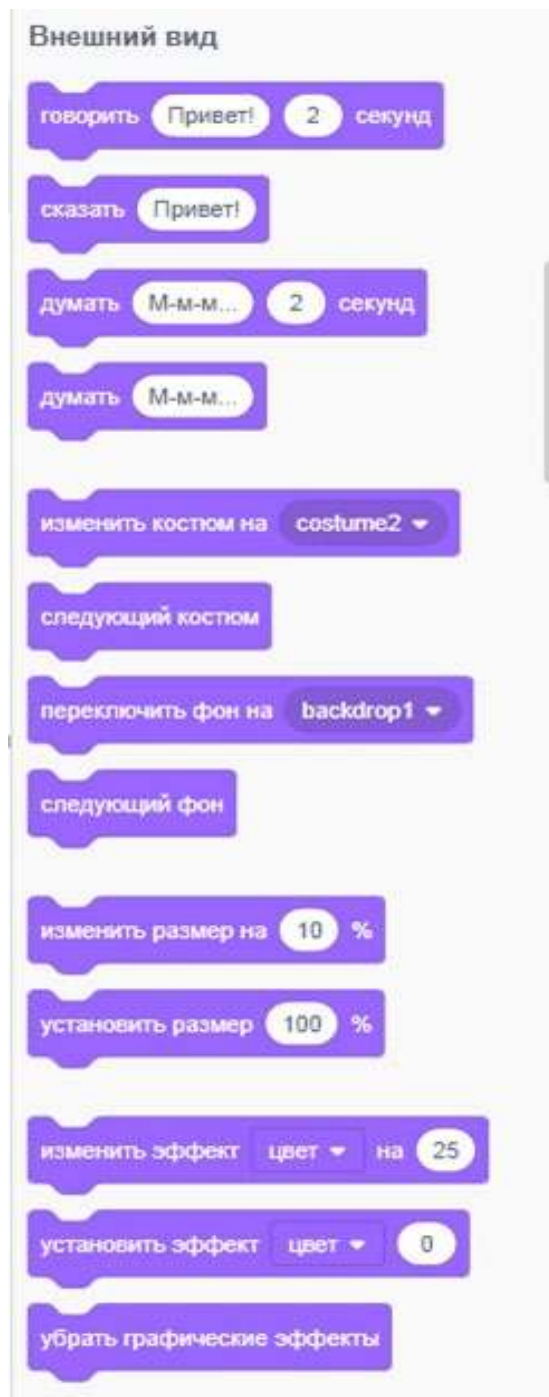 Внешний вид
говорить Привет! 2 секунд
сказать Привет!
думать М-м-м... 2 секунд
думать М-м-м...
изменить костюм на costume2
следующий костюм
переключить фон на backdrop1
следующий фон
изменить размер на 10 %
установить размер 100 %
изменить эффект цвет на 25
установить эффект цвет 0
убрать графические эффекты